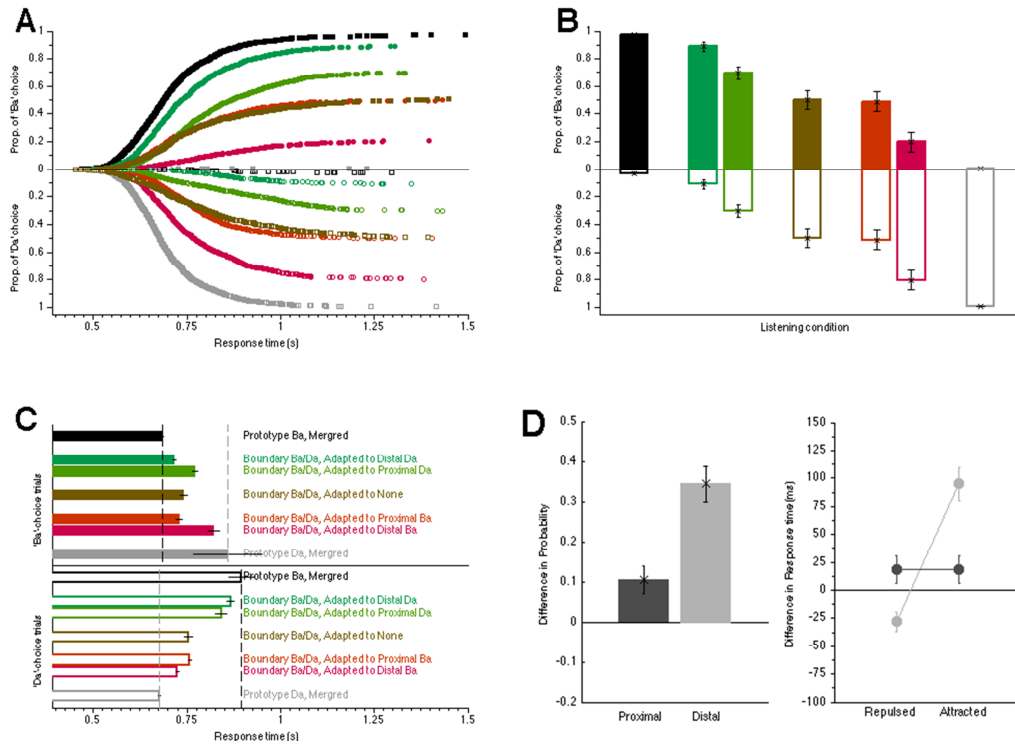 A
Prop. of 'Ba' choice
Prop. of 'Da' choice
1
0.8
0.6
0.4
0.2
0
0.2
0.4
0.6
0.8
1
0.5
0.75
1
1.25
1.5
Response time (s)
B
Prop. of 'Ba' choice
Prop. of 'Da' choice
1
0.8
0.6
0.4
0.2
0
0.2
0.4
0.6
0.8
1
Listening condition
C
'Ba'-choice trials
Prototype Ba, Mergred
Boundary Ba/Da, Adapted to Distal Da
Boundary Ba/Da, Adapted to Proximal Da
Boundary Ba/Da, Adapted to None
Boundary Ba/Da, Adapted to Proximal Ba
Boundary Ba/Da, Adapted to Distal Ba
Prototype Da, Mergred
'Da'-choice trials
Prototype Ba, Mergred
Boundary Ba/Da, Adapted to Distal Da
Boundary Ba/Da, Adapted to Proximal Da
Boundary Ba/Da, Adapted to None
Boundary Ba/Da, Adapted to Proximal Ba
Boundary Ba/Da, Adapted to Distal Ba
Prototype Da, Mergred
0.5
0.75
1
1.25
1.5
Response time (s)
D
Difference in Probability
0.5
0.4
0.3
0.2
0.1
0
-0.1
-0.2
Proximal
Distal
Difference in Response time (ms)
150
125
100
75
50
25
0
-25
-50
-75
-100
Repulsed
Attracted